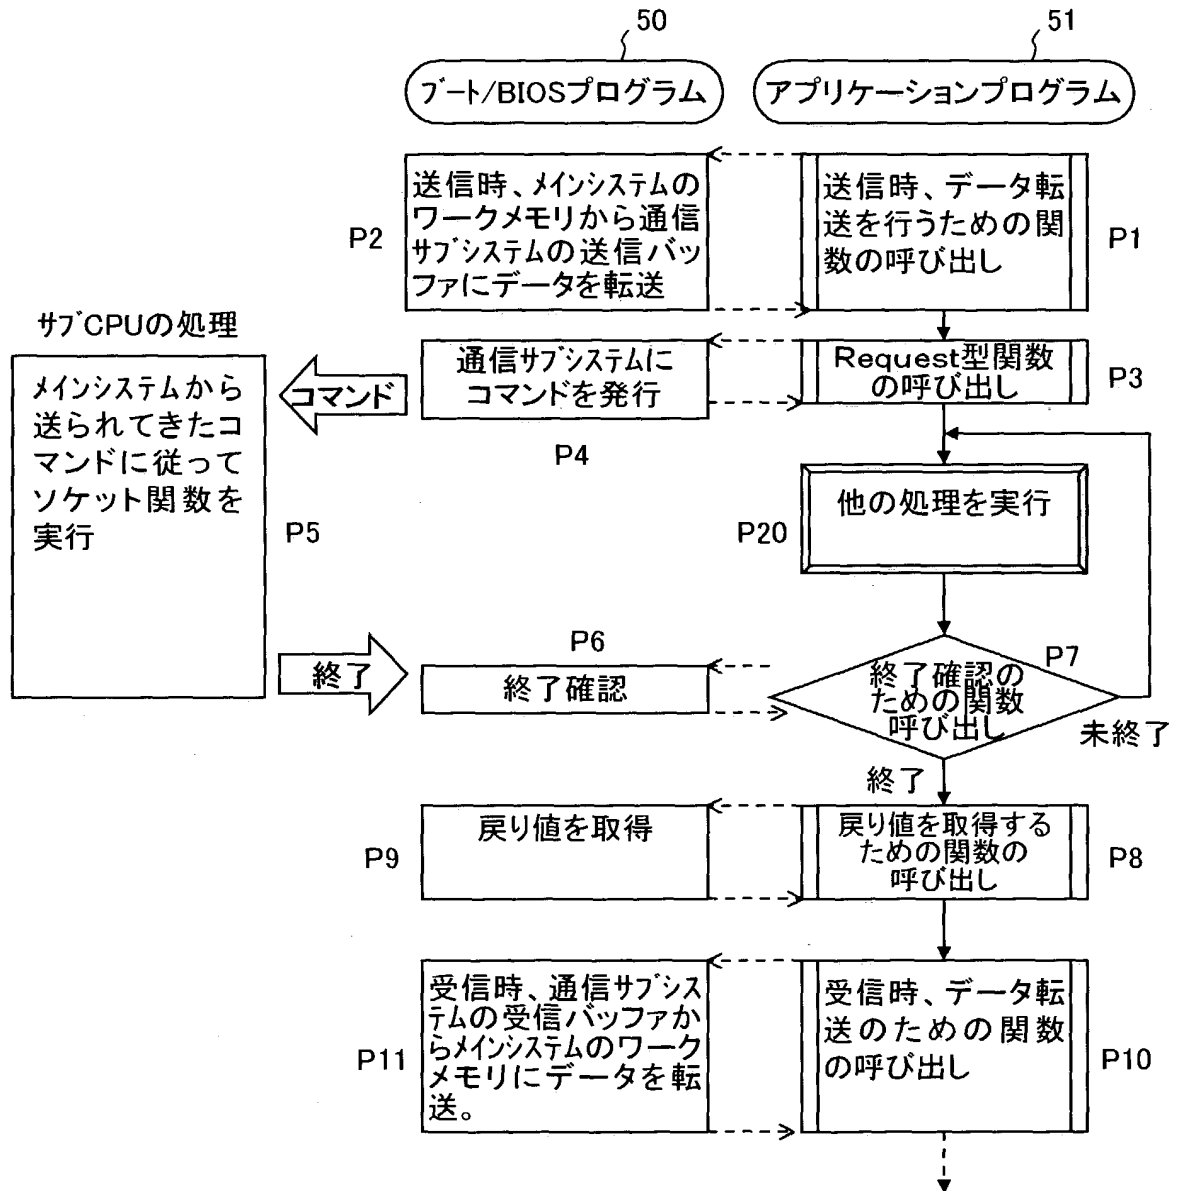 50
51
ブート/BIOSプログラム
アプリケーションプログラム
送信時、メインシステムの
ワークメモリから通信
サブシステムの送信バッ
ファにデータを転送
P2
送信時、データ転
送を行うための関
数の呼び出し
P1
サブCPUの処理
メインシステムから
送られてきたコ
マンドに従って
ソケット関数を
実行
P5
コマンド
通信サブシステムに
コマンドを発行
P4
Request型関数
の呼び出し
P3
他の処理を実行
P20
終了
P6
終了確認
P7
終了確認の
ための関数
呼び出し
未終了
終了
戻り値を取得
P9
戻り値を取得する
ための関数の
呼び出し
P8
受信時、通信サブシス
テムの受信バッファか
らメインシステムのワーク
メモリにデータを転
送。
P11
受信時、データ転
送のための関数
の呼び出し
P10